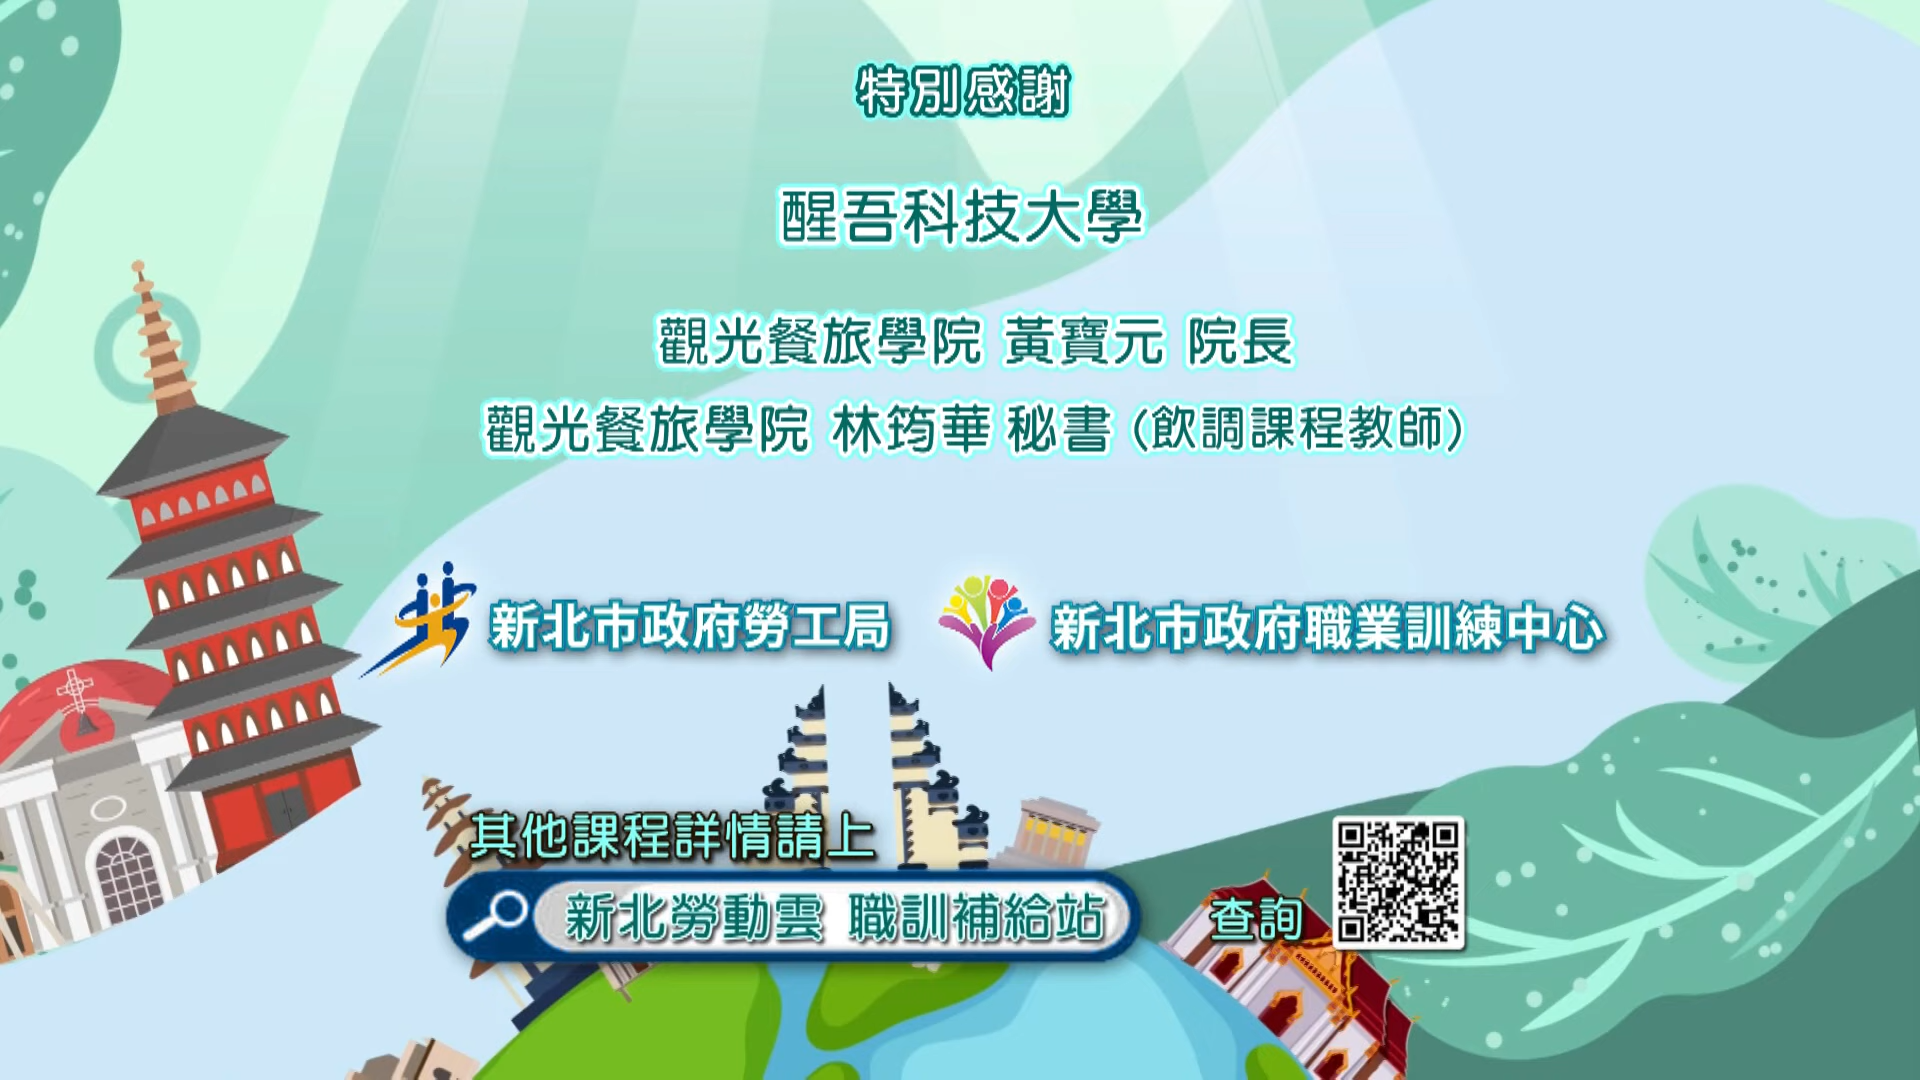 特別感謝
醒吾科技大學
觀光餐旅學院 黃寶元 院長
觀光餐旅學院 林筠華 秘書 (飲調課程教師)
新北市政府勞工局
新北市政府職業訓練中心
其他課程詳情請上
新北勞動雲 職訓補給站
查詢